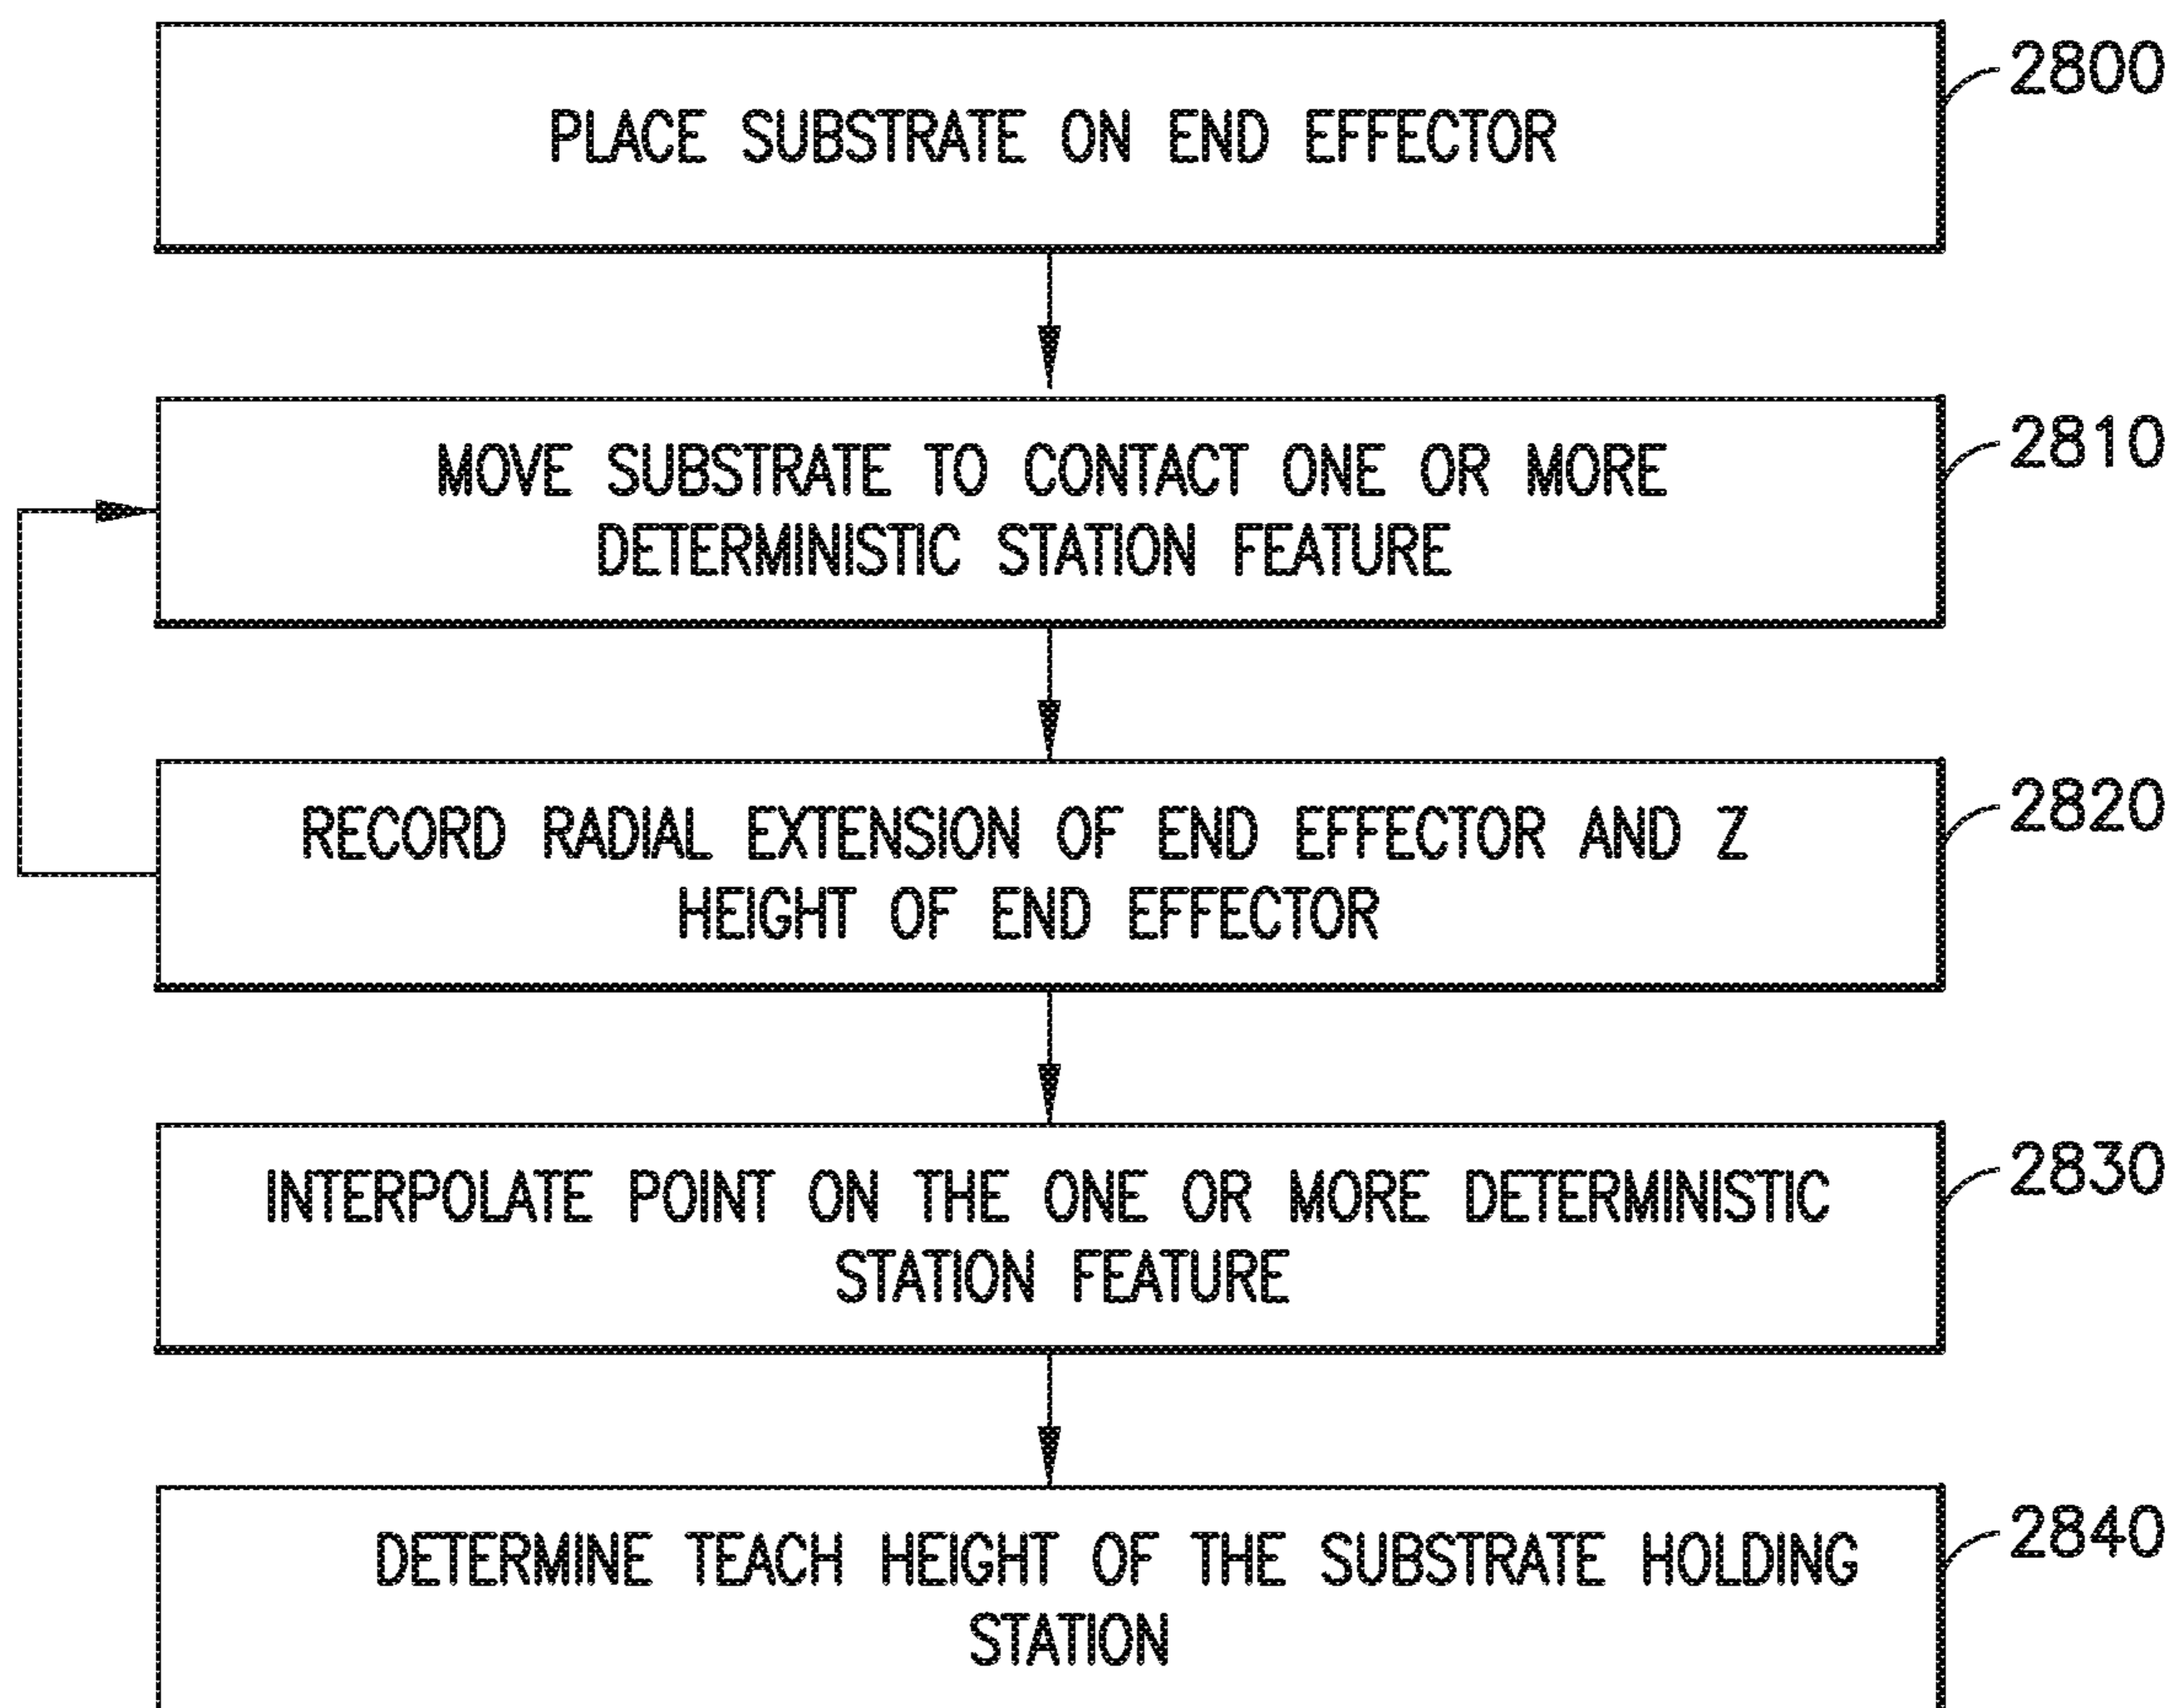 PLACE SUBSTRATE ON END EFFECTOR
2800
MOVE SUBSTRATE TO CONTACT ONE OR MORE
DETERMINISTIC STATION FEATURE
2810
RECORD RADIAL EXTENSION OF END EFFECTOR AND Z
HEIGHT OF END EFFECTOR
2820
INTERPOLATE POINT ON THE ONE OR MORE DETERMINISTIC
STATION FEATURE
2830
DETERMINE TEACH HEIGHT OF THE SUBSTRATE HOLDING
STATION
2840